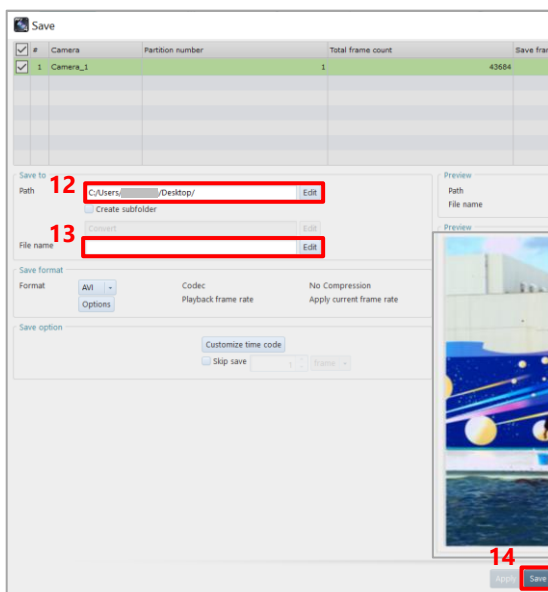 Save
# Camera Partition number Total frame count Save fra
1 Camera_1 1 43684
Save to
Path 12 C:/Users/ /Desktop/ Edit
Create subfolder
Convert Edit
13
File name Edit
Save format
Format AVI Codec No Compression
Options Playback frame rate Apply current frame rate
Save option
Customize time code
Skip save 1 frame
Preview
Path
File name
Preview
14
Apply Save